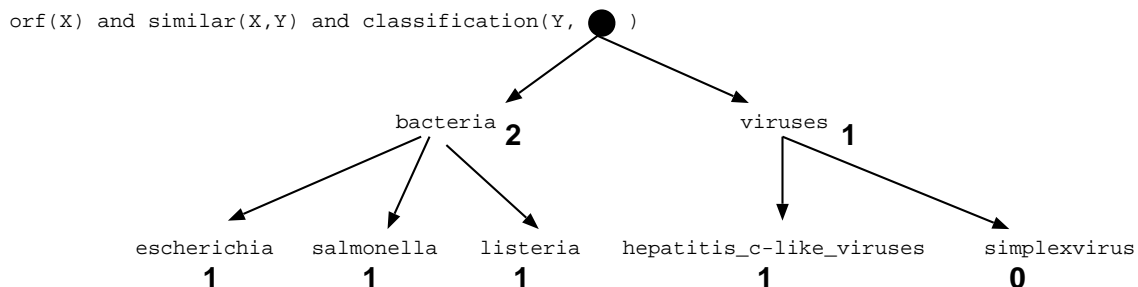 orf(X) and similar(X,Y) and classification(Y, )
bacteria 2 viruses 1
escherichia salmonella listeria hepatitis_c-like_viruses simplexvirus
1 1 1 1 0